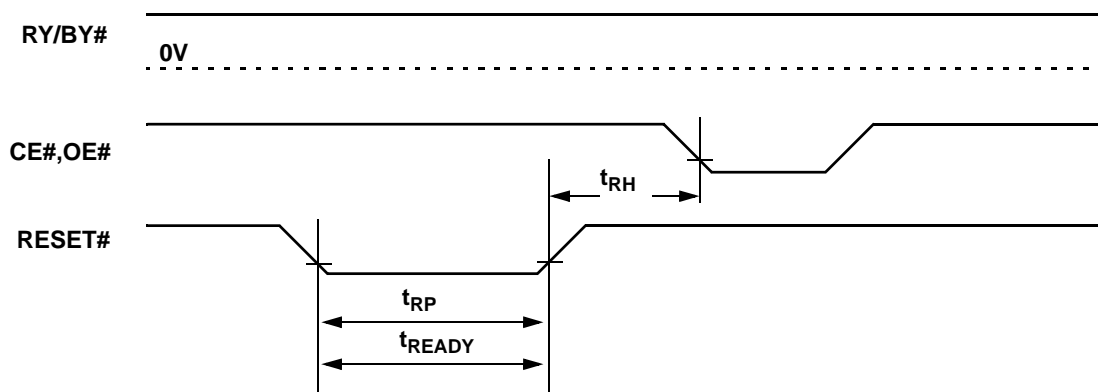 RY/BY#
0V
CE#,OE#
tRH
RESET#
tRP
tREADY